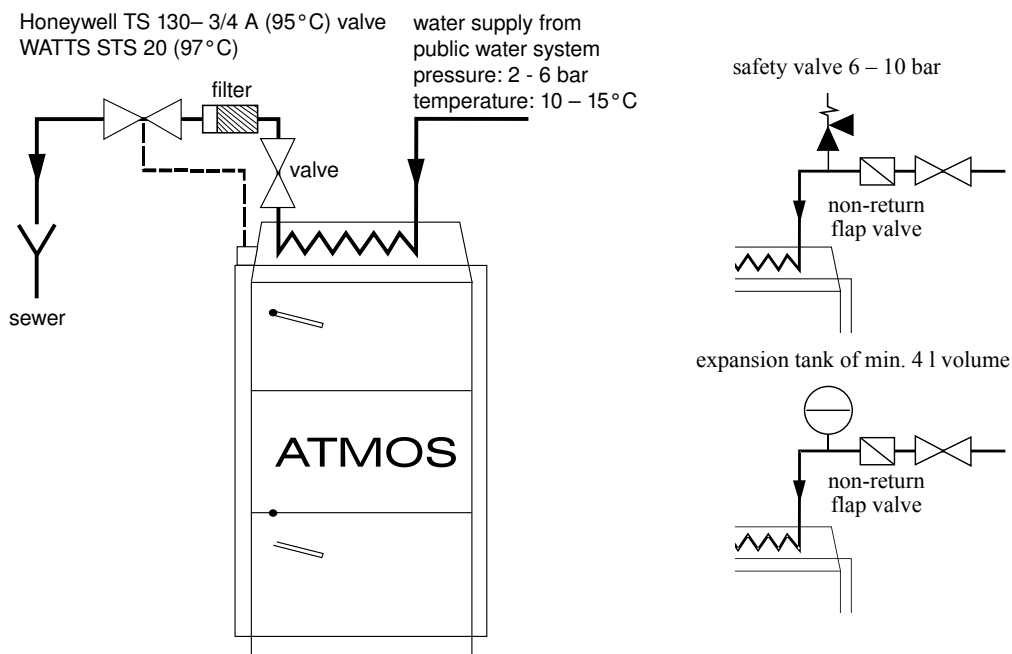 Honeywell TS 130– 3/4 A (95°C) valve
WATTS STS 20 (97°C)
water supply from
public water system
pressure: 2 - 6 bar
temperature: 10 – 15°C
filter
valve
sewer
ATMOS
safety valve 6 – 10 bar
non-return
flap valve
expansion tank of min. 4 l volume
non-return
flap valve